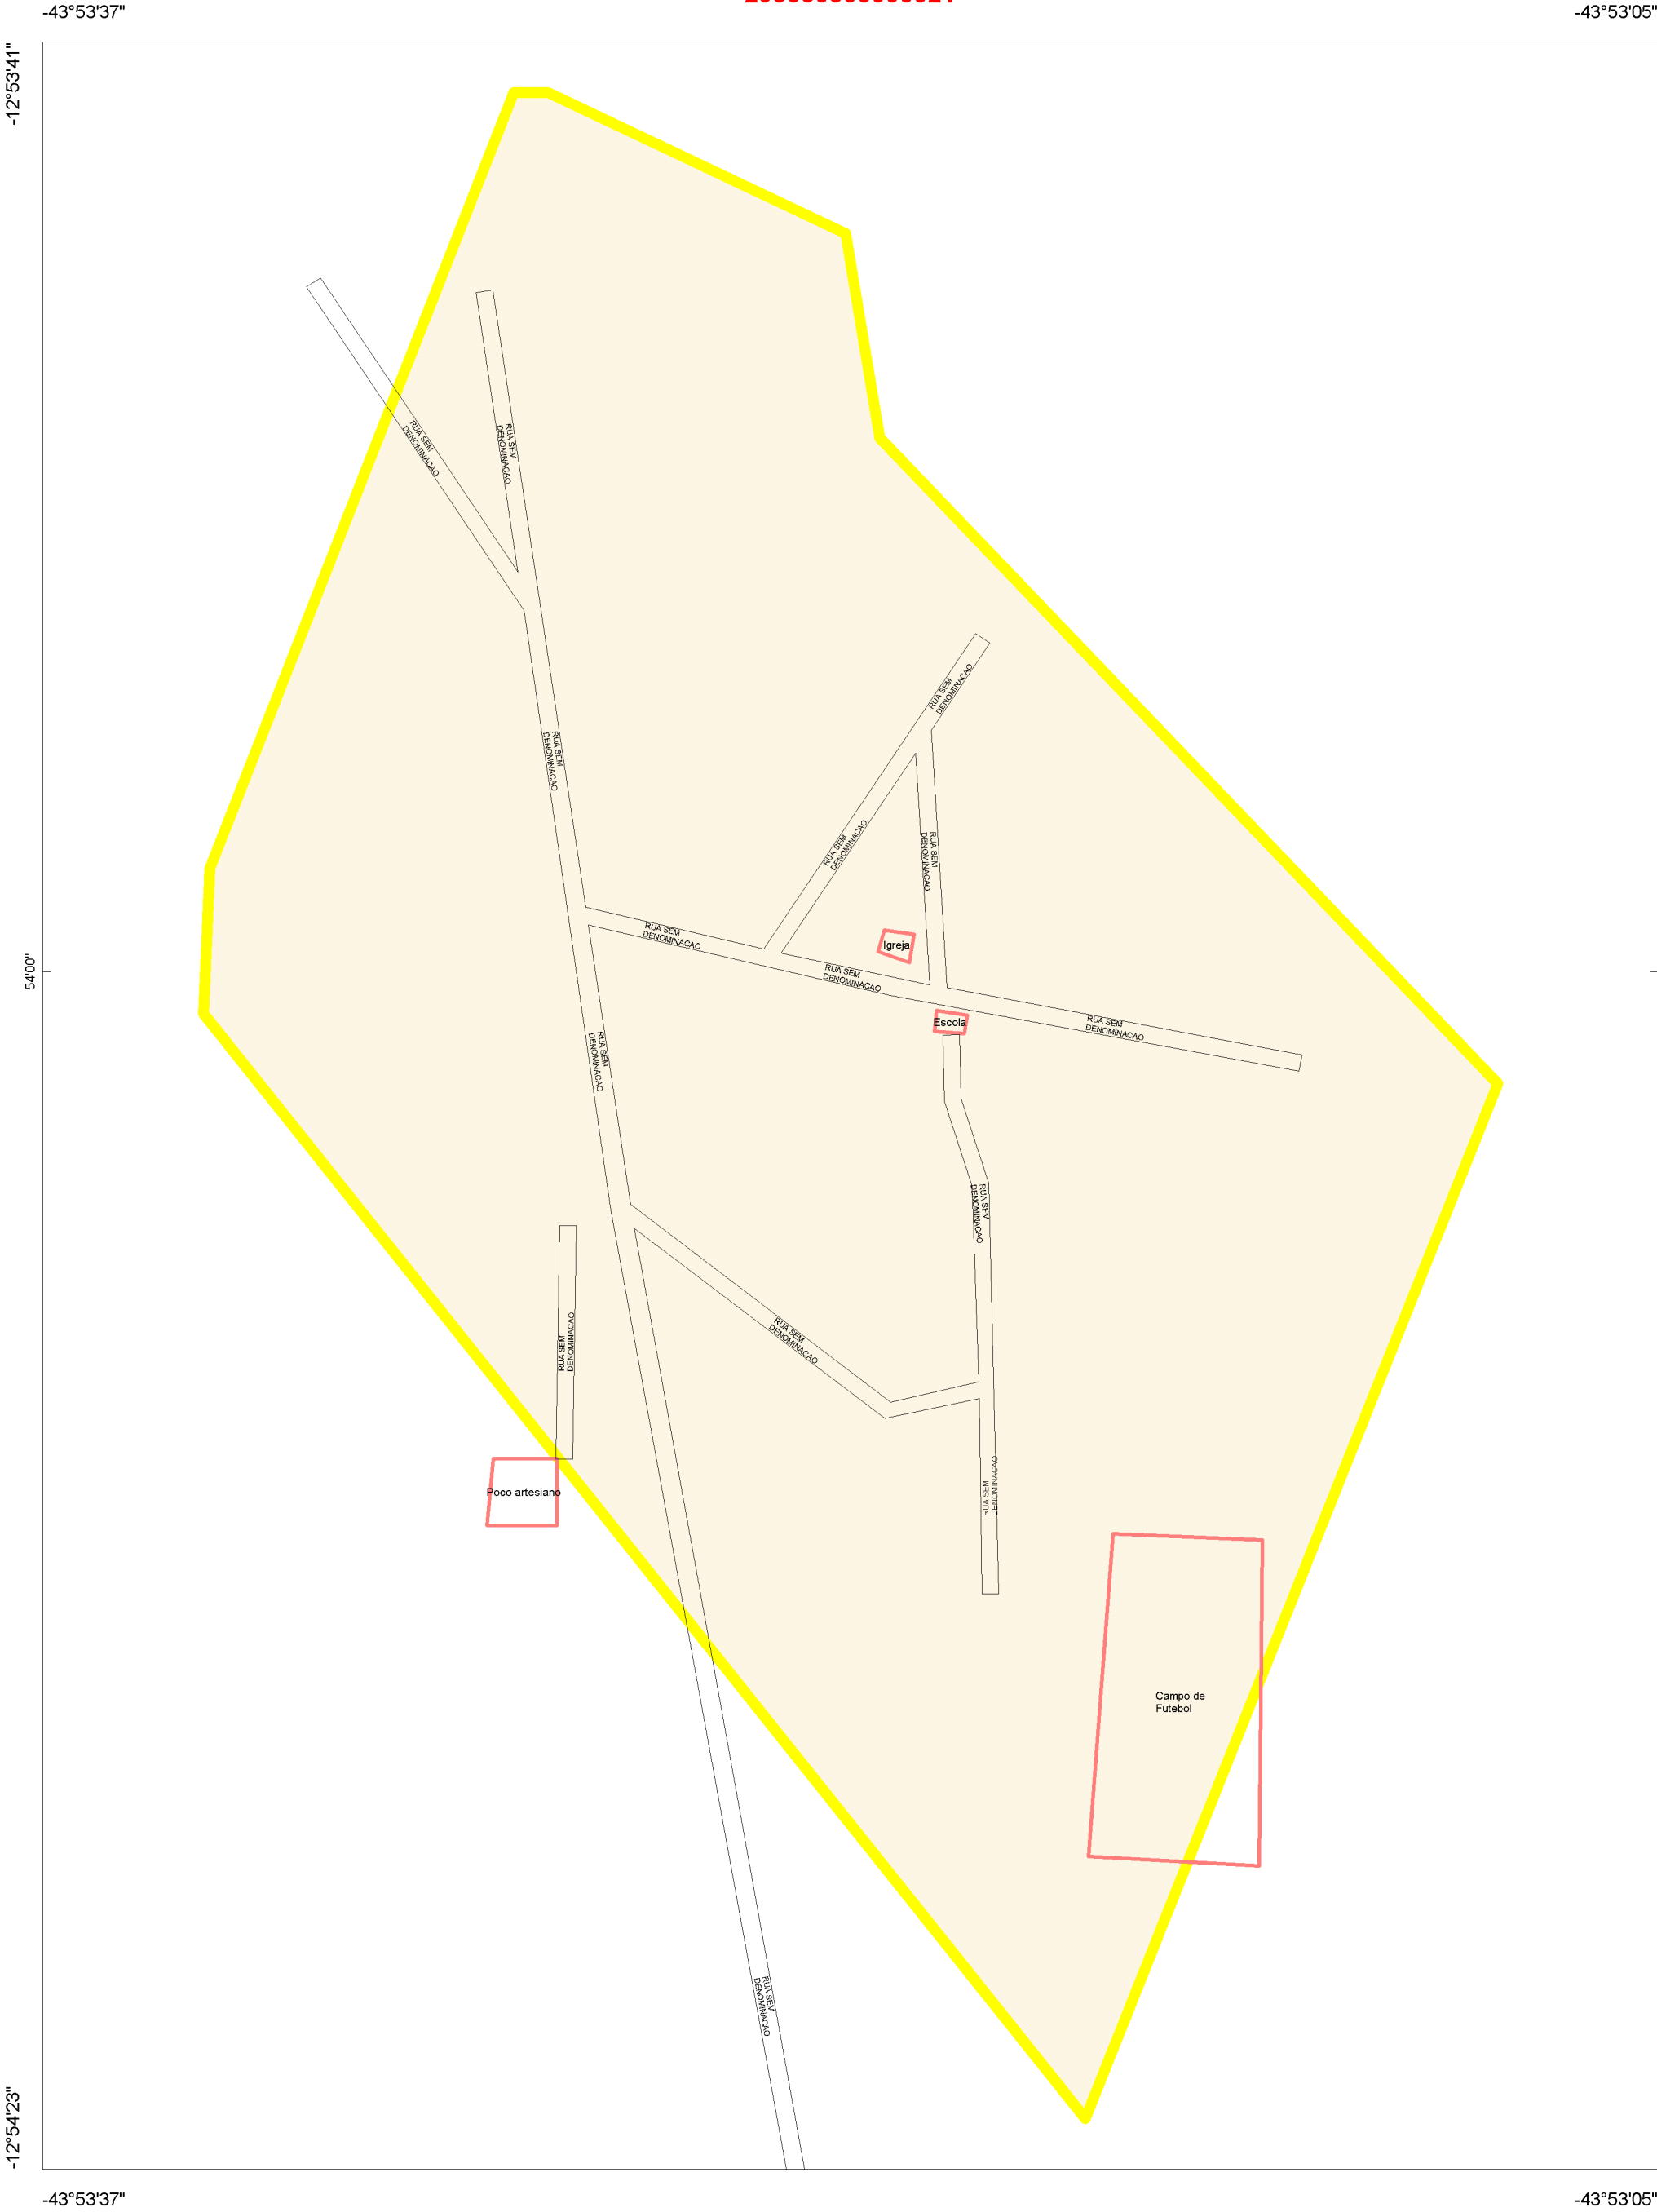 -43°53'37"
-43°53'05"
-12°53'41"
RUA SEM
DENOMINACAO
RUA SEM
DENOMINACAO
RUA SEM
DENOMINACAO
RUA SEM
DENOMINACAO
RUA SEM
DENOMINACAO
RUA SEM
DENOMINACAO
RUA SEM
DENOMINACAO
Igreja
54'00"
RUA SEM
DENOMINACAO
Escola
RUA SEM
DENOMINACAO
RUA SEM
DENOMINACAO
RUA SEM
DENOMINACAO
RUA SEM
DENOMINACAO
RUA SEM
DENOMINACAO
Poco artesiano
RUA SEM
DENOMINACAO
Campo de
Futebol
RUA SEM
DENOMINACAO
-12°54'23"
-43°53'37"
-43°53'05"